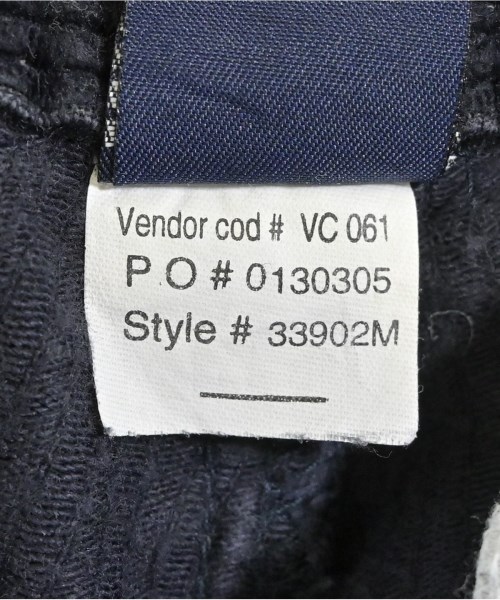 Vendor cod # VC 061
P O # 0130305
Style # 33902M